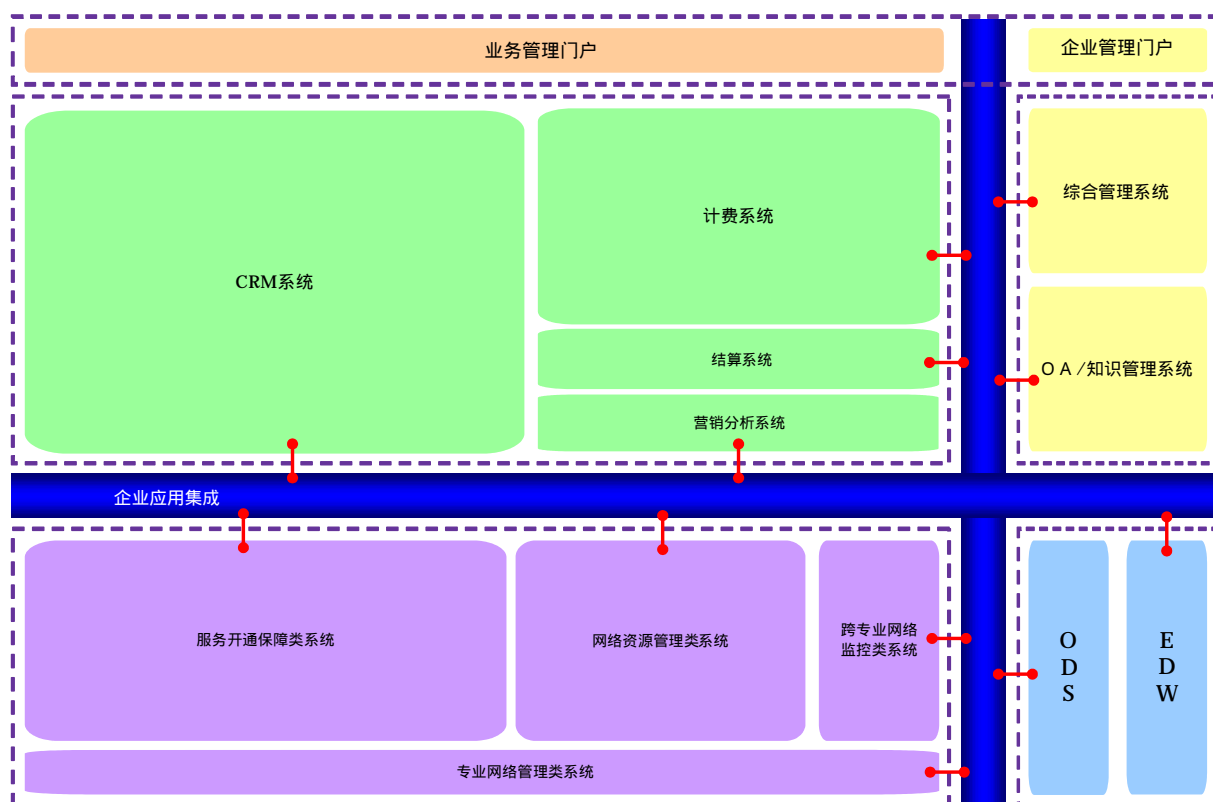 业务管理门户
企业管理门户
CRM系统
计费系统
结算系统
营销分析系统
综合管理系统
ＯＡ/知识管理系统
企业应用集成
服务开通保障类系统
网络资源管理类系统
跨专业网络
监控类系统
专业网络管理类系统
O
D
S
E
D
W